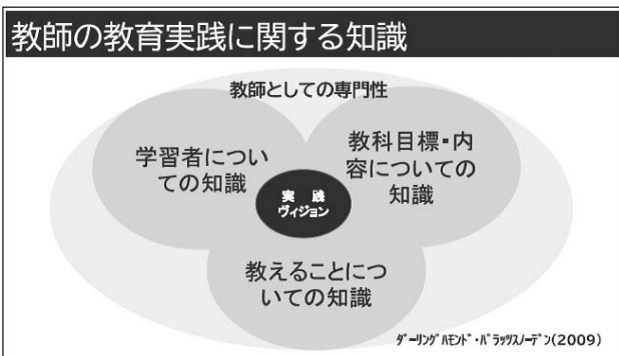 教師の教育実践に関する知識
教師としての専門性
学習者につい
ての知識
教科目標・内
容についての
知識
実 践
ヴィジョン
教えることにつ
いての知識
ﾀﾞｰﾘﾝｸﾞﾊﾓﾝﾄﾞ・ﾊﾞﾗｯﾂｽﾉｰﾃﾞﾝ(2009)